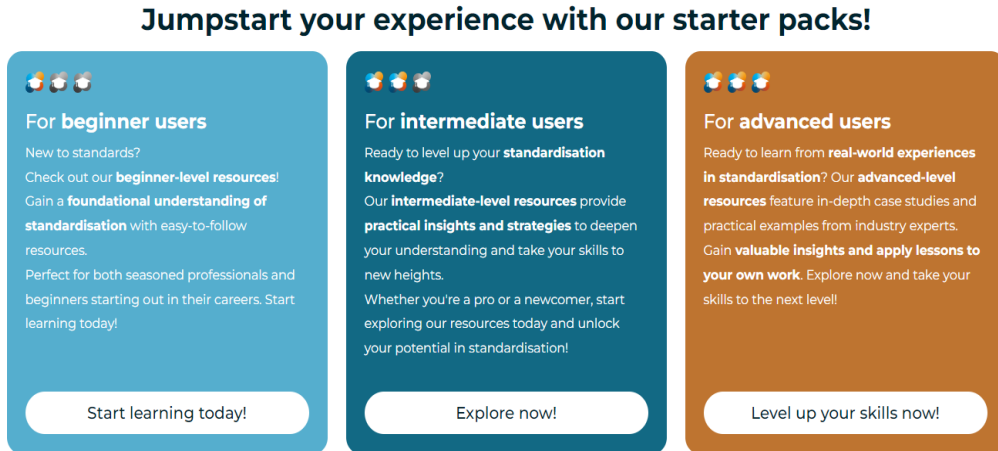 Jumpstart your experience with our starter packs!
For beginner users
New to standards?
Check out our beginner-level resources!
Gain a foundational understanding of
standardisation with easy-to-follow
resources.
Perfect for both seasoned professionals and
beginners starting out in their careers. Start
learning today!
Start learning today!
For intermediate users
Ready to level up your standardisation
knowledge?
Our intermediate-level resources provide
practical insights and strategies to deepen
your understanding and take your skills to
new heights.
Whether you're a pro or a newcomer, start
exploring our resources today and unlock
your potential in standardisation!
Explore now!
For advanced users
Ready to learn from real-world experiences
in standardisation? Our advanced-level
resources feature in-depth case studies and
practical examples from industry experts.
Gain valuable insights and apply lessons to
your own work. Explore now and take your
skills to the next level!
Level up your skills now!